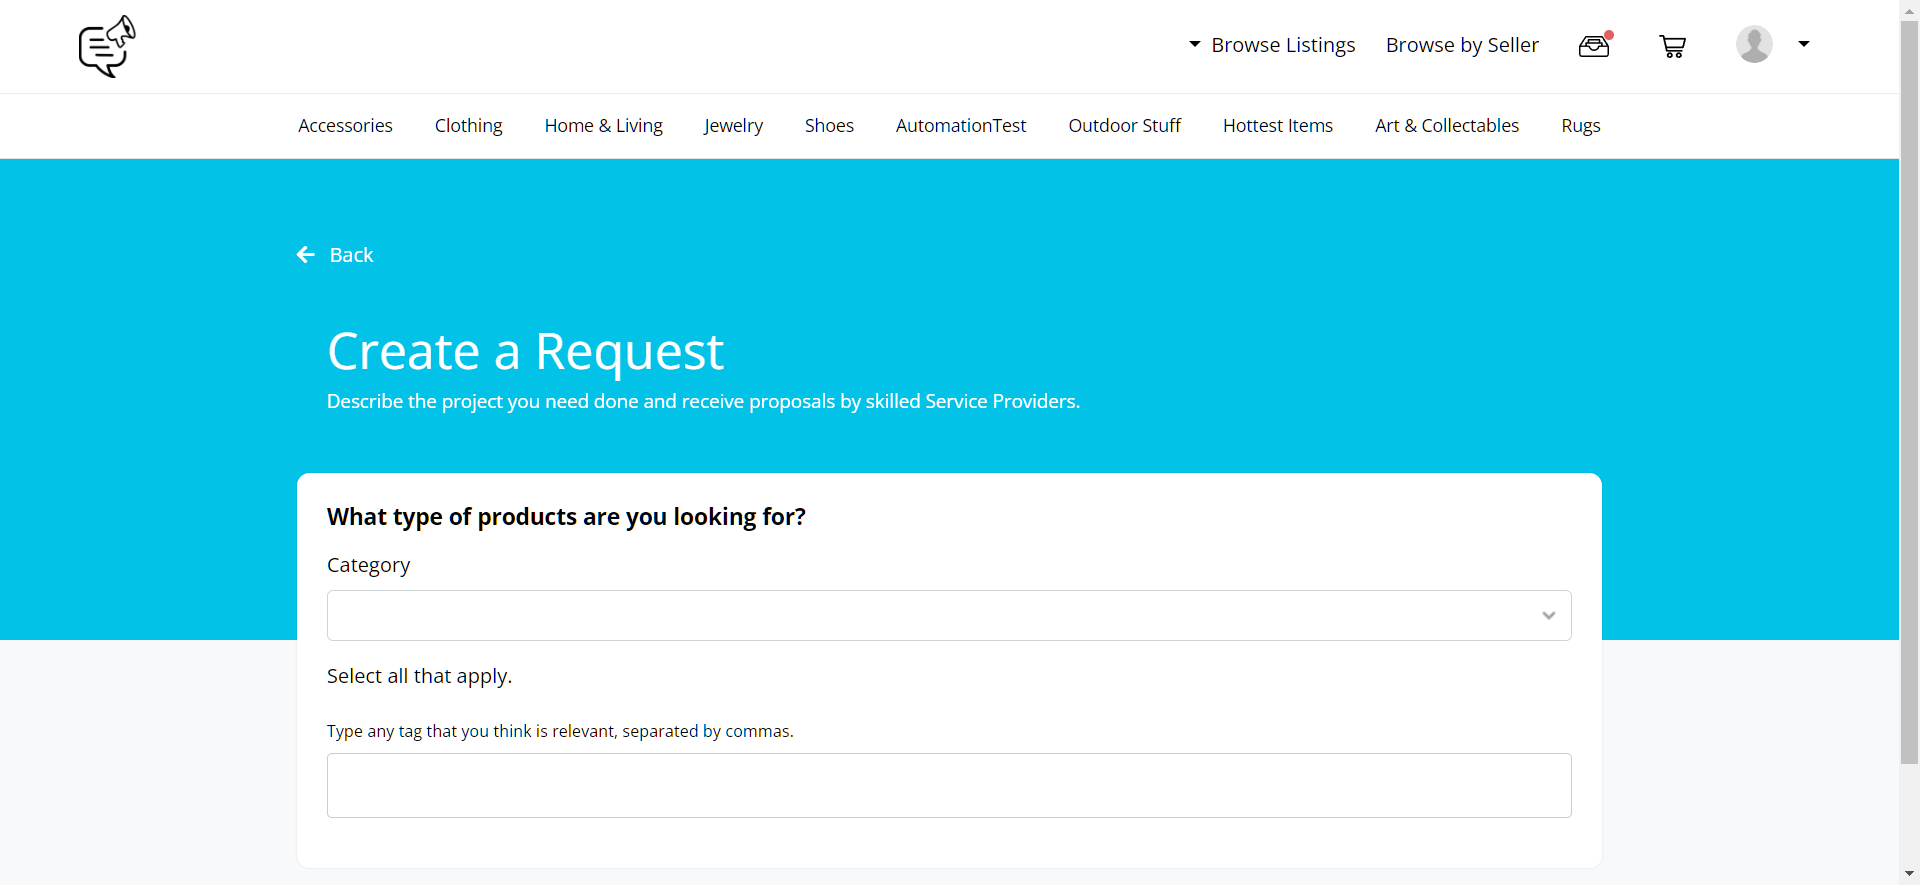 Browse Listings Browse by Seller
Accessories Clothing Home & Living Jewelry Shoes AutomationTest Outdoor Stuff Hottest Items Art & Collectables Rugs
Back
Create a Request
Describe the project you need done and receive proposals by skilled Service Providers.
What type of products are you looking for?
Category
Select all that apply.
Type any tag that you think is relevant, separated by commas.